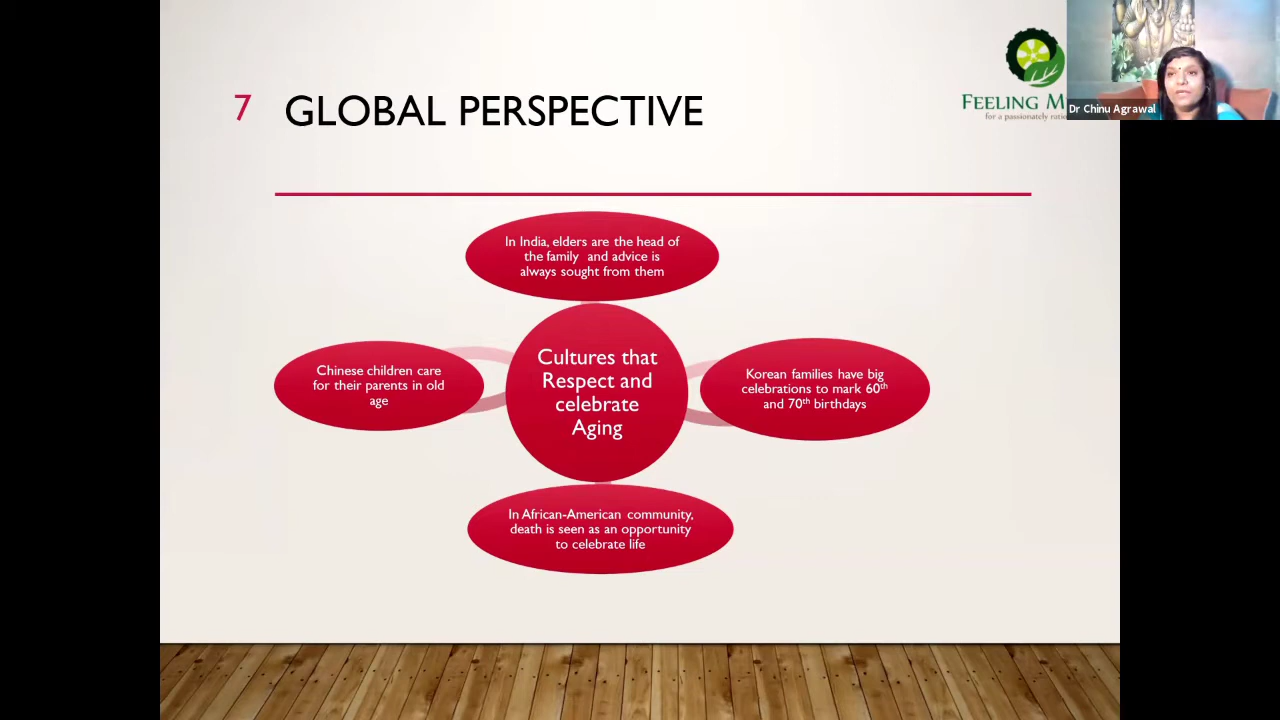 7 GLOBAL PERSPECTIVE
FEELING M
for a passionately
Dr Chinu Agrawal
In India, elders are the head of
the family and advice is
always sought from them
Chinese children care
for their parents in old
age
Cultures that
Respect and
celebrate
Aging
Korean families have big
celebrations to mark 60th
and 70th birthdays
In African-American community,
death is seen as an opportunity
to celebrate life